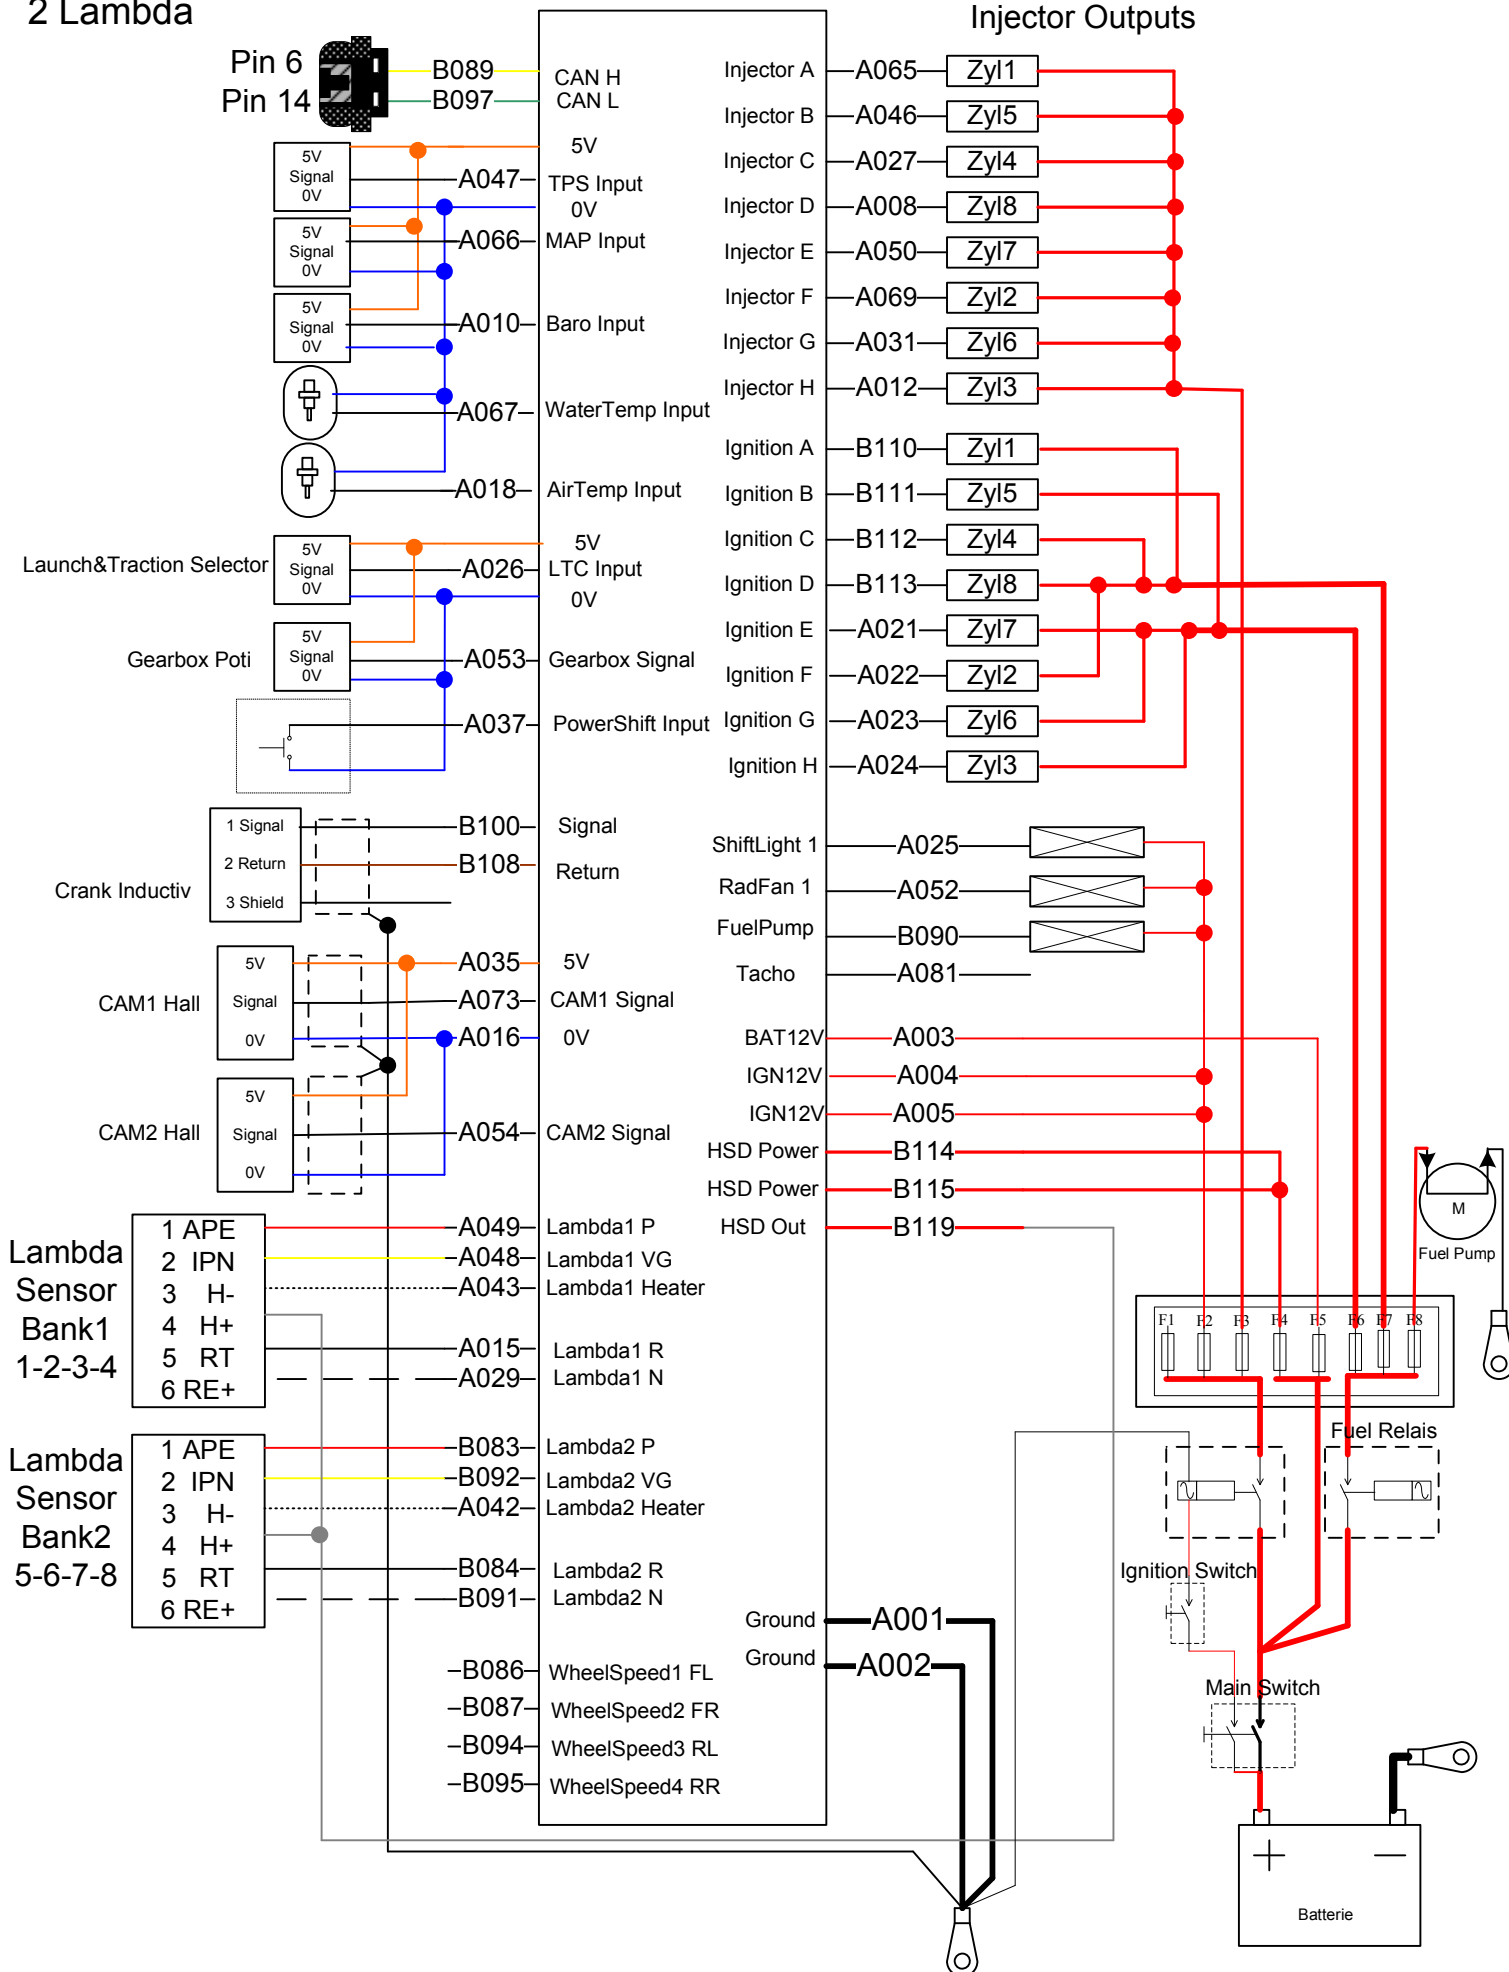 2 Lambda
Injector Outputs
Pin 6
Pin 14
B089
B097
CAN H
CAN L
5V
Signal
0V
5V
A047
TPS Input
0V
5V
Signal
0V
A066
MAP Input
5V
Signal
0V
A010
Baro Input
A067
WaterTemp Input
A018
AirTemp Input
Launch&Traction Selector
5V
Signal
0V
5V
A026
LTC Input
0V
Gearbox Poti
5V
Signal
0V
A053
Gearbox Signal
A037
PowerShift Input
Crank Inductiv
1 Signal
2 Return
3 Shield
B100
Signal
B108
Return
CAM1 Hall
5V
Signal
0V
A035
5V
A073
CAM1 Signal
A016
0V
CAM2 Hall
5V
Signal
0V
A054
CAM2 Signal
Lambda
Sensor
Bank1
1-2-3-4
1 APE
2 IPN
3 H-
4 H+
5 RT
6 RE+
A049
Lambda1 P
A048
Lambda1 VG
A043
Lambda1 Heater
A015
Lambda1 R
A029
Lambda1 N
Lambda
Sensor
Bank2
5-6-7-8
1 APE
2 IPN
3 H-
4 H+
5 RT
6 RE+
B083
Lambda2 P
B092
Lambda2 VG
A042
Lambda2 Heater
B084
Lambda2 R
B091
Lambda2 N
B086
WheelSpeed1 FL
B087
WheelSpeed2 FR
B094
WheelSpeed3 RL
B095
WheelSpeed4 RR
Injector A A065 Zyl1
Injector B A046 Zyl5
Injector C A027 Zyl4
Injector D A008 Zyl8
Injector E A050 Zyl7
Injector F A069 Zyl2
Injector G A031 Zyl6
Injector H A012 Zyl3
Ignition A B110 Zyl1
Ignition B B111 Zyl5
Ignition C B112 Zyl4
Ignition D B113 Zyl8
Ignition E A021 Zyl7
Ignition F A022 Zyl2
Ignition G A023 Zyl6
Ignition H A024 Zyl3
ShiftLight 1 A025
RadFan 1 A052
FuelPump B090
Tacho A081
BAT12V A003
IGN12V A004
IGN12V A005
HSD Power B114
HSD Power B115
HSD Out B119
M
Fuel Pump
F1 F2 F3 F4 F5 F6 F7 F8
Fuel Relais
Ignition Switch
Ground A001
Ground A002
Main Switch
Batterie